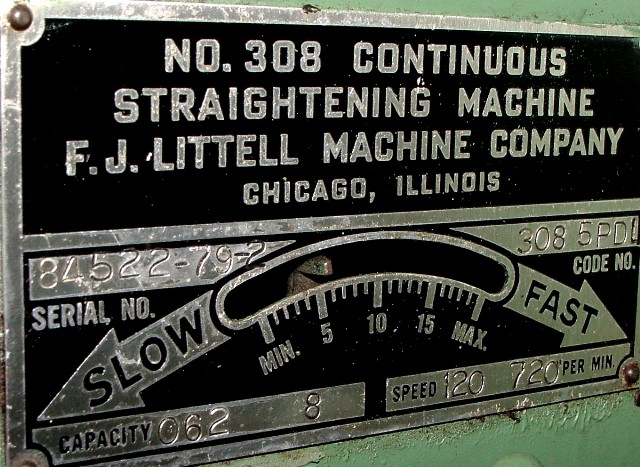 NO. 308 CONTINUOUS
STRAIGHTENING MACHINE
F.J. LITTELL MACHINE COMPANY
CHICAGO, ILLINOIS
84522-79-2
308 5PDL
SERIAL NO.
CODE NO.
SLOW
FAST
MIN. 5 10 15 MAX.
CAPACITY 062 8
SPEED 120 720" PER MIN.